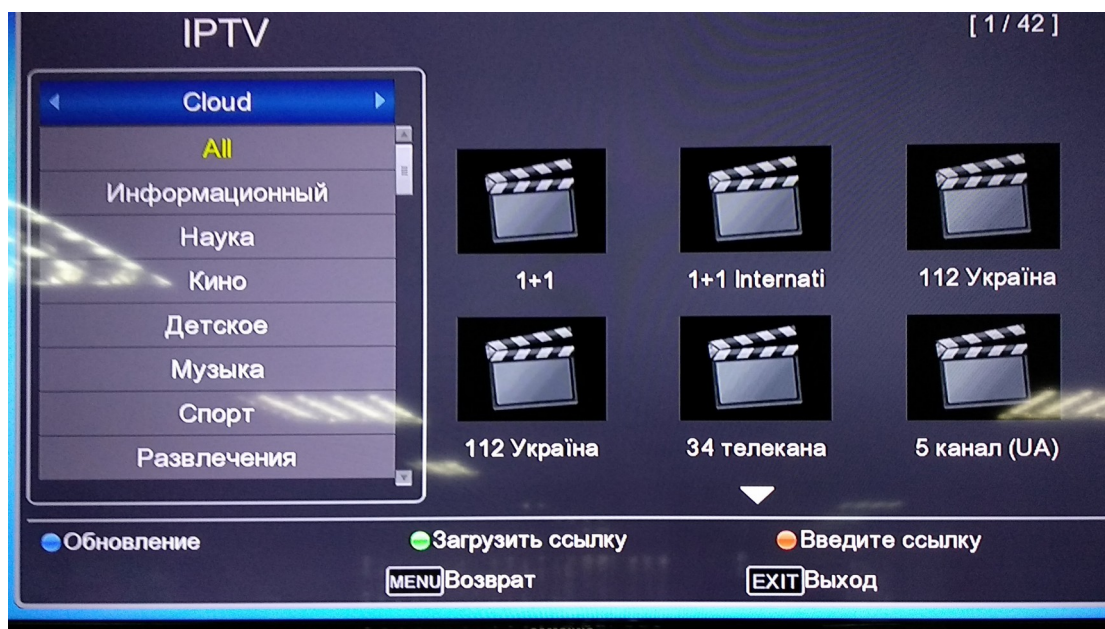 IPTV
[ 1 / 42 ]
Cloud
All
Информационный
Наука
Кино
Детское
Музыка
Спорт
Развлечения
1+1
1+1 Internati
112 Україна
112 Україна
34 телекана
5 канал (UA)
Обновление
Загрузить ссылку
Введите ссылку
MENU Возврат
EXIT Выход